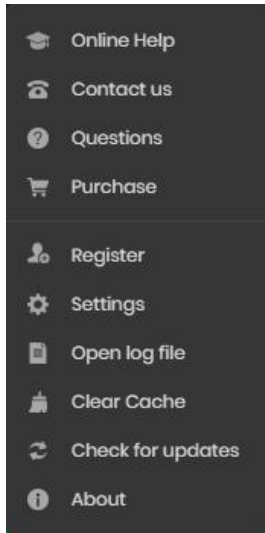 Online Help
Contact us
Questions
Purchase
Register
Settings
Open log file
Clear Cache
Check for updates
About